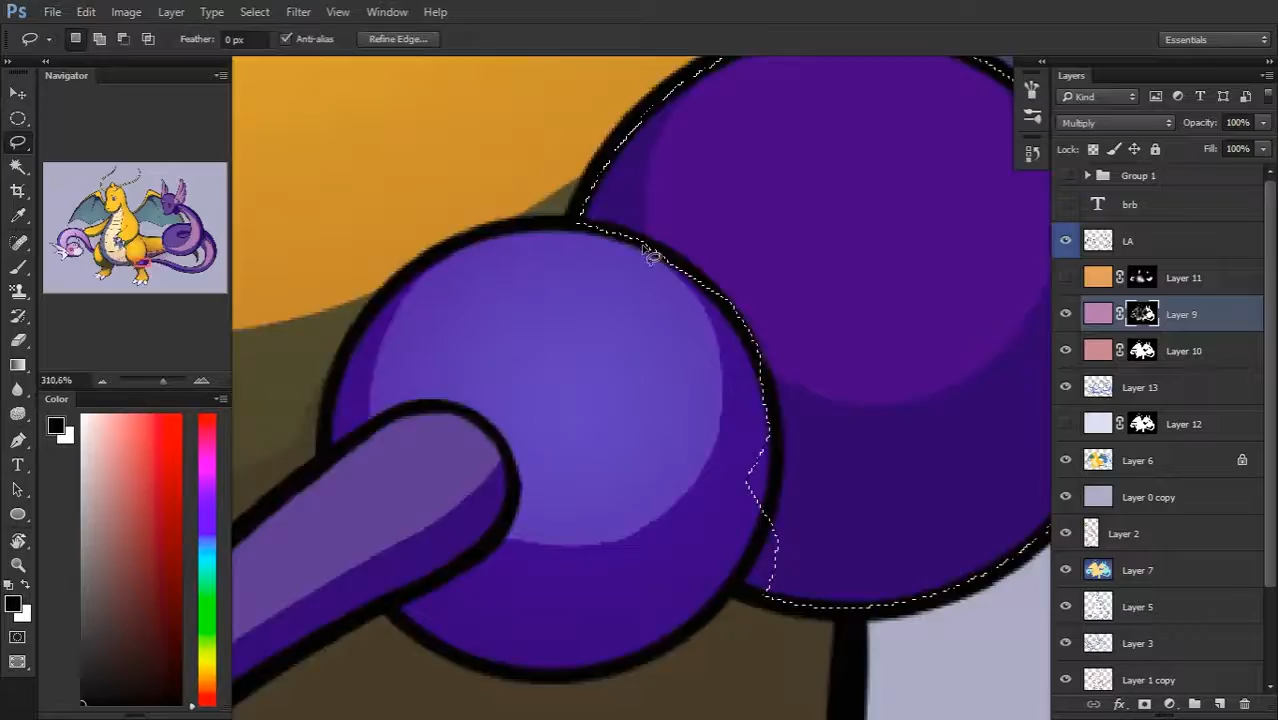 Ps File Edit Image Layer Type Select Filter View Window Help
Feather: 0 px Anti-alias Refine Edge... Essentials
Navigator
310,6%
Color
Layers
Kind
Multiply Opacity: 100%
Lock: Fill: 100%
Group 1
T brb
LA
Layer 11
Layer 9
Layer 10
Layer 13
Layer 12
Layer 6
Layer 0 copy
Layer 2
Layer 7
Layer 5
Layer 3
Layer 1 copy